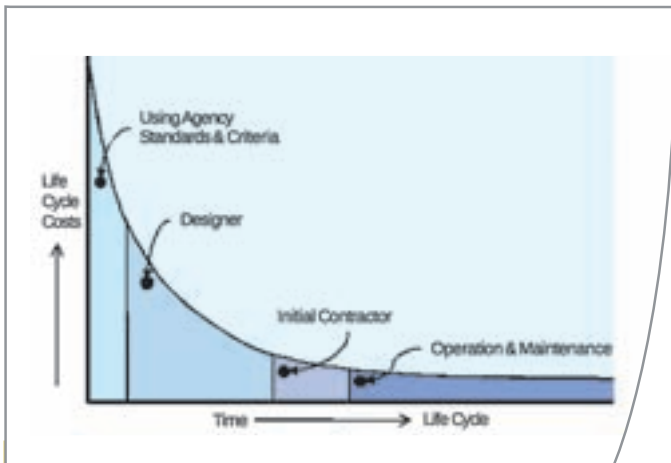 Using Agency
Standards & Criteria
Life
Cycle
Costs
Designer
Initial Contractor
Operation & Maintenance
Time
Life Cycle